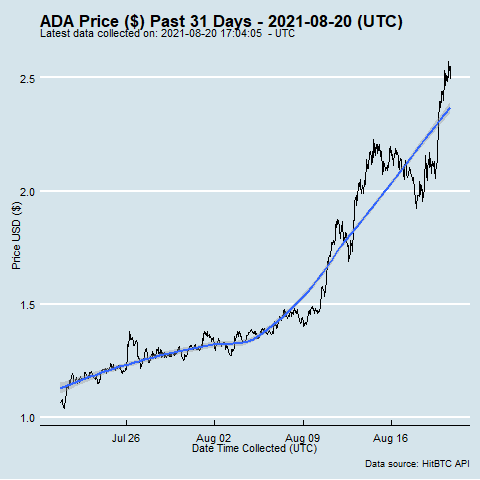 ADA Price ($) Past 31 Days - 2021-08-20 (UTC)
Latest data collected on: 2021-08-20 17:04:05 - UTC
Price USD ($)
2.5
2.0
1.5
1.0
Jul 26 Aug 02 Aug 09 Aug 16
Date Time Collected (UTC)
Data source: HitBTC API